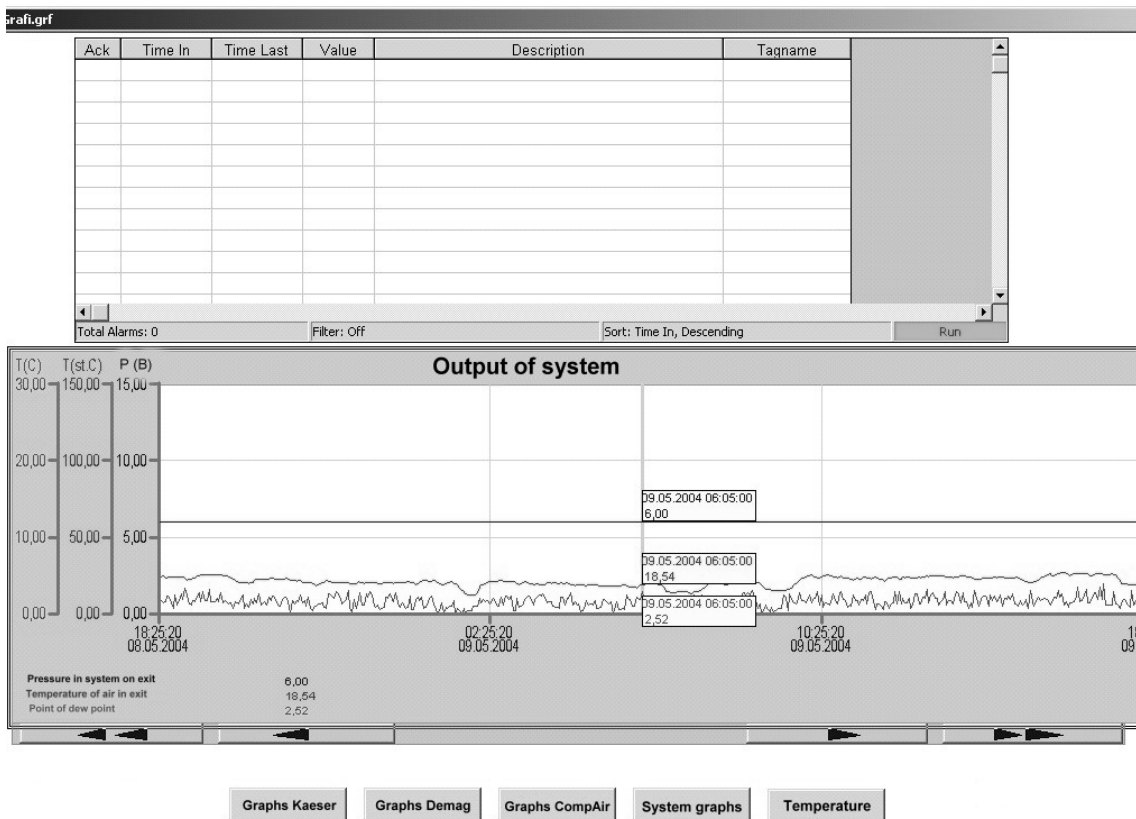 Grafi.grf
Ack Time In Time Last Value Description Tagname
Total Alarms: 0 Filter: Off Sort: Time In, Descending Run
T(C) T(st.C) P (B) Output of system
30,00 150,00 15,00
20,00 100,00 10,00
09.05.2004 06:05:00
6,00
10,00 50,00 5,00
09.05.2004 06:05:00
18,54
09.05.2004 06:05:00
2,52
0,00 0,00 0,00
18:25:20 02:25:20 10:25:20
08.05.2004 09.05.2004 09.05.2004
Pressure in system on exit 6,00
Temperature of air in exit 18,54
Point of dew point 2,52
Graphs Kaeser Graphs Demag Graphs CompAir System graphs Temperature